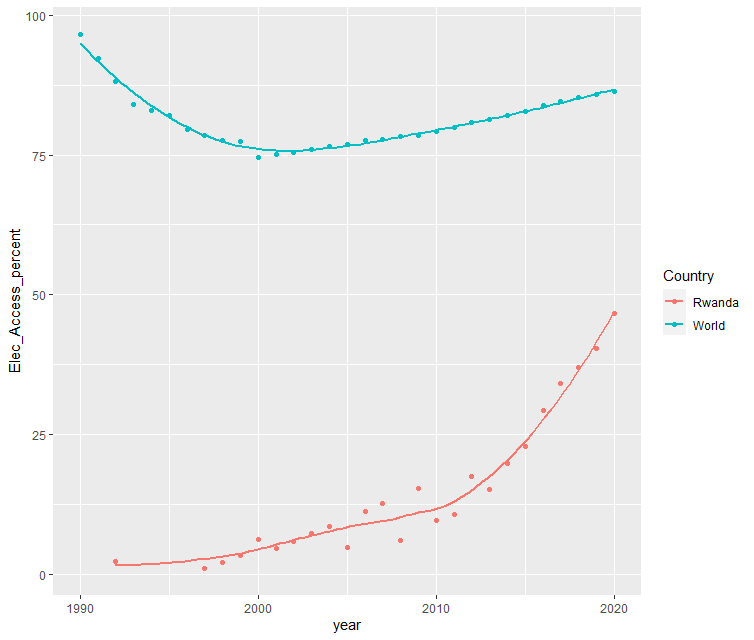 100
75
50
25
0
Elec_Access_percent
1990 2000 2010 2020
year
Country
Rwanda
World